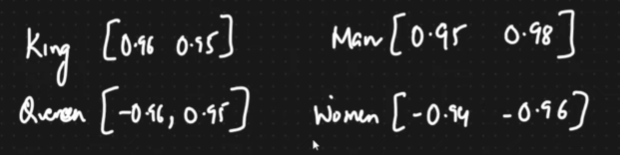 King [0.96 0.95]
Man [0.95 0.98]
Queen [-0.96, 0.95]
Women [-0.94 -0.96]